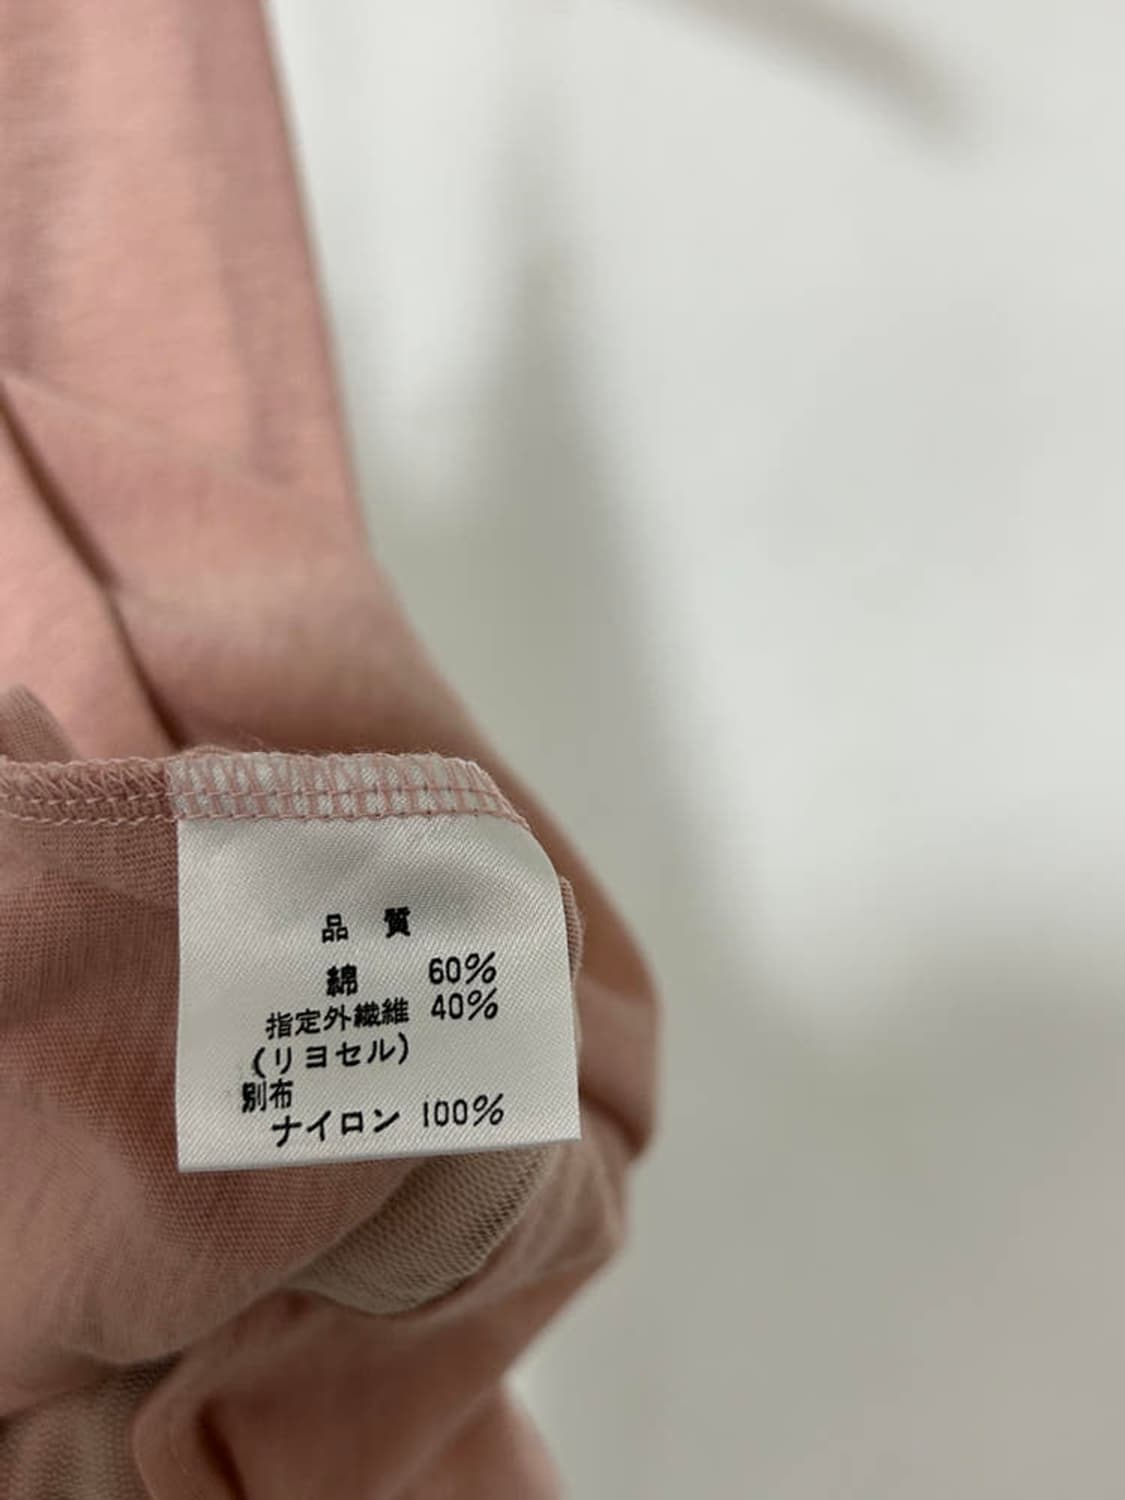 品 質
綿 60%
指定外繊維 40%
(リヨセル)
別布
ナイロン 100%